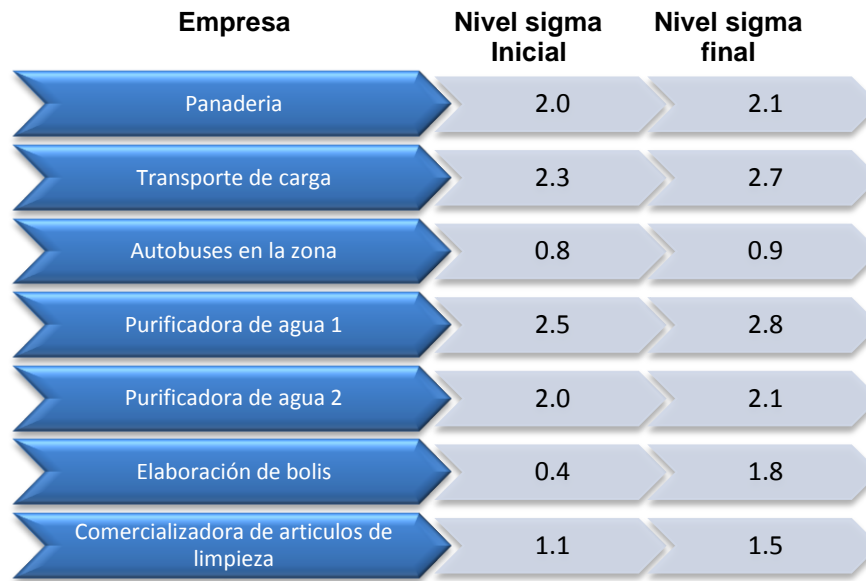 Empresa Nivel sigma Nivel sigma
Inicial final
Panaderia 2.0 2.1
Transporte de carga 2.3 2.7
Autobuses en la zona 0.8 0.9
Purificadora de agua 1 2.5 2.8
Purificadora de agua 2 2.0 2.1
Elaboración de bolis 0.4 1.8
Comercializadora de articulos de
limpieza 1.1 1.5